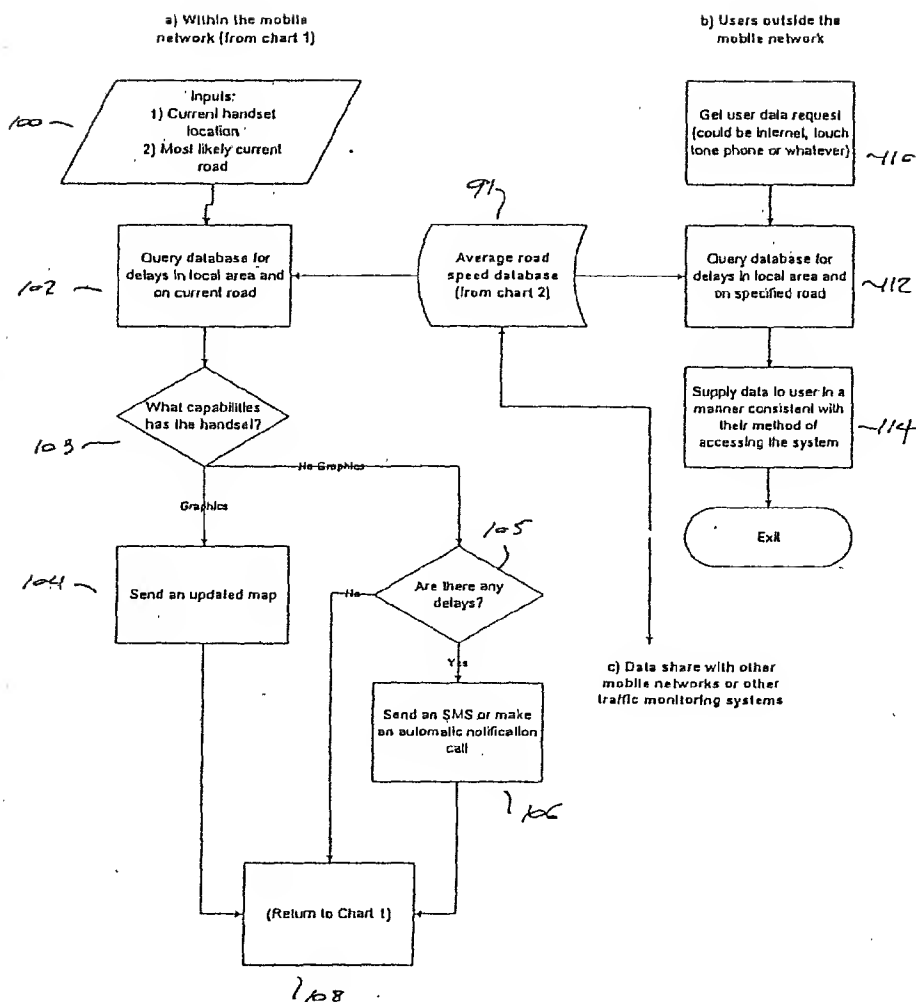 a) Within the mobile
network (from chart 1)
b) Users outside the
mobile network
100
Inputs:
1) Current handset
location
2) Most likely current
road
Get user data request
(could be internet, touch
tone phone or whatever)
110
91
Query database for
delays in local area and
on current road
102
Average road
speed database
(from chart 2)
Query database for
delays in local area and
on specified road
112
What capabilities
has the handset?
103
Supply data to user in a
manner consistent with
their method of
accessing the system
114
No Graphics
Graphics
105
Exit
104
Send an updated map
No
Are there any
delays?
Yes
c) Data share with other
mobile networks or other
traffic monitoring systems
Send an SMS or make
an automatic notification
call
106
(Return to Chart 1)
108